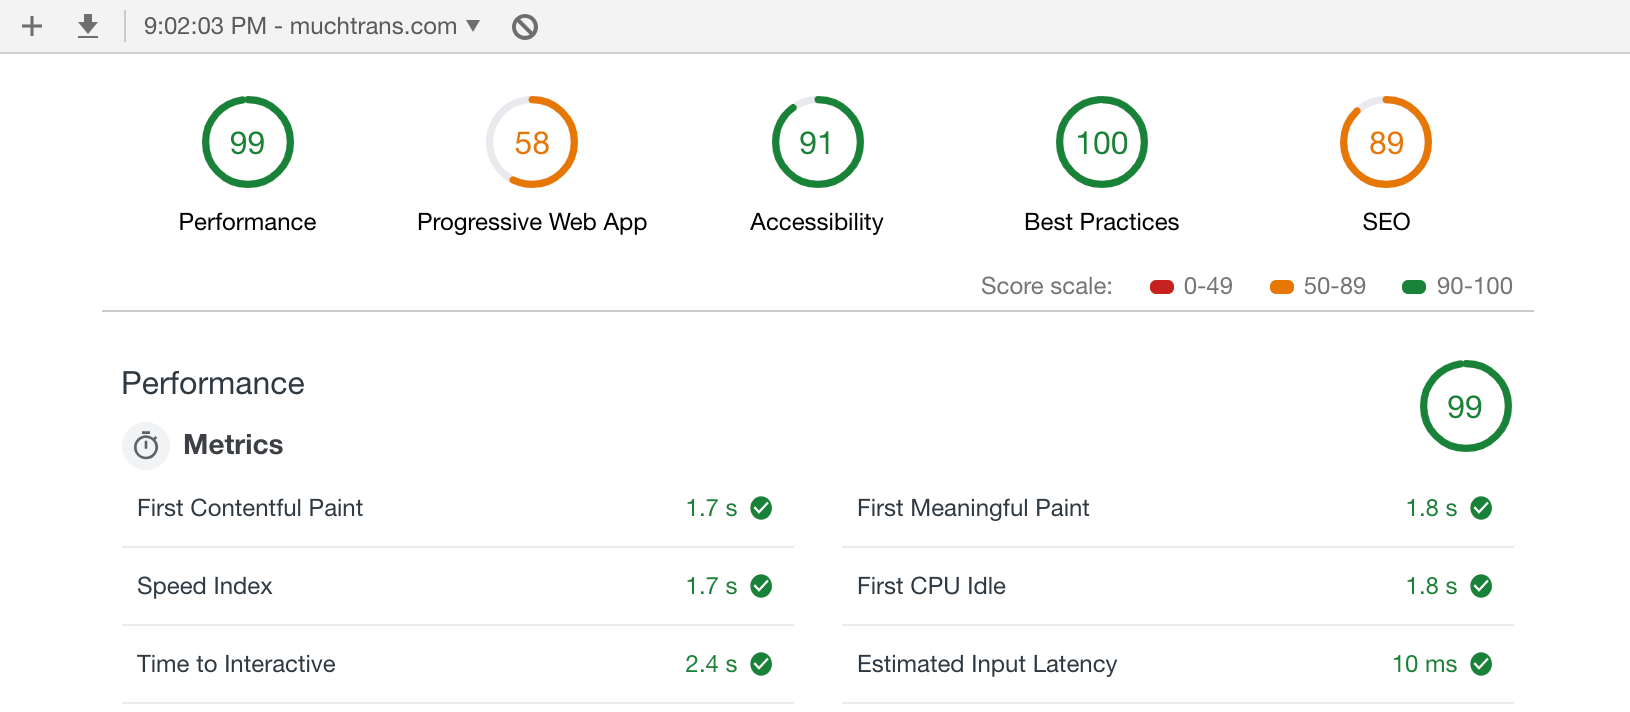 9:02:03 PM - muchtrans.com
99 58 91 100 89
Performance Progressive Web App Accessibility Best Practices SEO
Score scale: 0-49 50-89 90-100
Performance
99
Metrics
First Contentful Paint 1.7 s First Meaningful Paint 1.8 s
Speed Index 1.7 s First CPU Idle 1.8 s
Time to Interactive 2.4 s Estimated Input Latency 10 ms